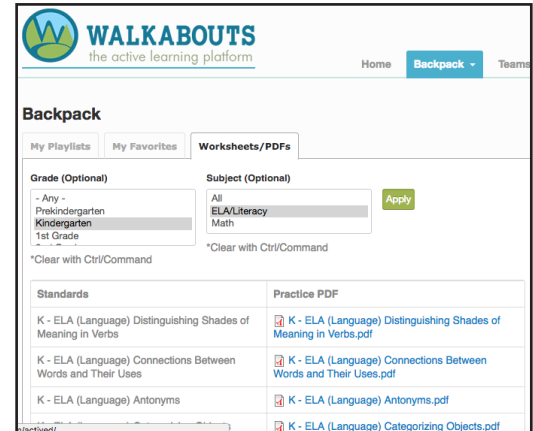 WALKABOUTS
the active learning platform
Home Backpack Teams
Backpack
My Playlists My Favorites Worksheets/PDFs
Grade (Optional) Subject (Optional)
- Any - All Apply
Prekindergarten ELA/Literacy
Kindergarten Math
1st Grade
*Clear with Ctrl/Command
*Clear with Ctrl/Command
Standards Practice PDF
K - ELA (Language) Distinguishing Shades of K - ELA (Language) Distinguishing Shades of
Meaning in Verbs Meaning in Verbs.pdf
K - ELA (Language) Connections Between K - ELA (Language) Connections Between
Words and Their Uses Words and Their Uses.pdf
K - ELA (Language) Antonyms K - ELA (Language) Antonyms.pdf
K - ELA (Language) Categorizing Objects.pdf